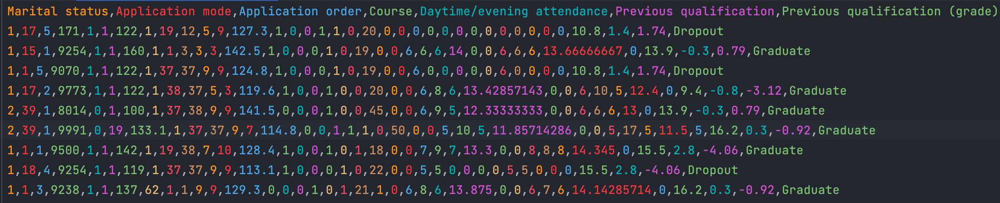 Marital status,Application mode,Application order,Course,Daytime/evening attendance,Previous qualification,Previous qualification (grade)
1,17,5,171,1,1,122,1,19,12,5,9,127.3,1,0,0,1,1,0,20,0,0,0,0,0,0,0,0,0,0,0,0,0,0,10.8,1.4,1.74,Dropout
1,15,1,9254,1,1,160,1,1,3,3,3,142.5,1,0,0,0,1,0,19,0,0,6,6,6,14,0,0,6,6,6,13.66666667,0,13.9,-0.3,0.79,Graduate
1,1,5,9070,1,1,122,1,37,37,9,9,124.8,1,0,0,0,1,0,19,0,0,6,0,0,0,0,0,6,0,0,0,0,10.8,1.4,1.74,Dropout
1,17,2,9773,1,1,122,1,38,37,5,3,119.6,1,0,0,1,0,0,20,0,0,6,8,6,13.42857143,0,0,6,10,5,12.4,0,9.4,-0.8,-3.12,Graduate
2,39,1,8014,0,1,100,1,37,38,9,9,141.5,0,0,0,1,0,0,45,0,0,6,9,5,12.33333333,0,0,6,6,6,13,0,13.9,-0.3,0.79,Graduate
2,39,1,9991,0,19,133.1,1,37,37,9,7,114.8,0,0,1,1,1,0,50,0,0,5,10,5,11.85714286,0,0,5,17,5,11.5,5,16.2,0.3,-0.92,Graduate
1,1,1,9500,1,1,142,1,19,38,7,10,128.4,1,0,0,1,0,1,18,0,0,7,9,7,13.3,0,0,8,8,8,14.345,0,15.5,2.8,-4.06,Graduate
1,18,4,9254,1,1,119,1,37,37,9,9,113.1,1,0,0,0,1,0,22,0,0,5,5,0,0,0,0,5,5,0,0,0,15.5,2.8,-4.06,Dropout
1,1,3,9238,1,1,137,62,1,1,9,9,129.3,0,0,0,1,0,1,21,1,0,6,8,6,13.875,0,0,6,7,6,14.14285714,0,16.2,0.3,-0.92,Graduate